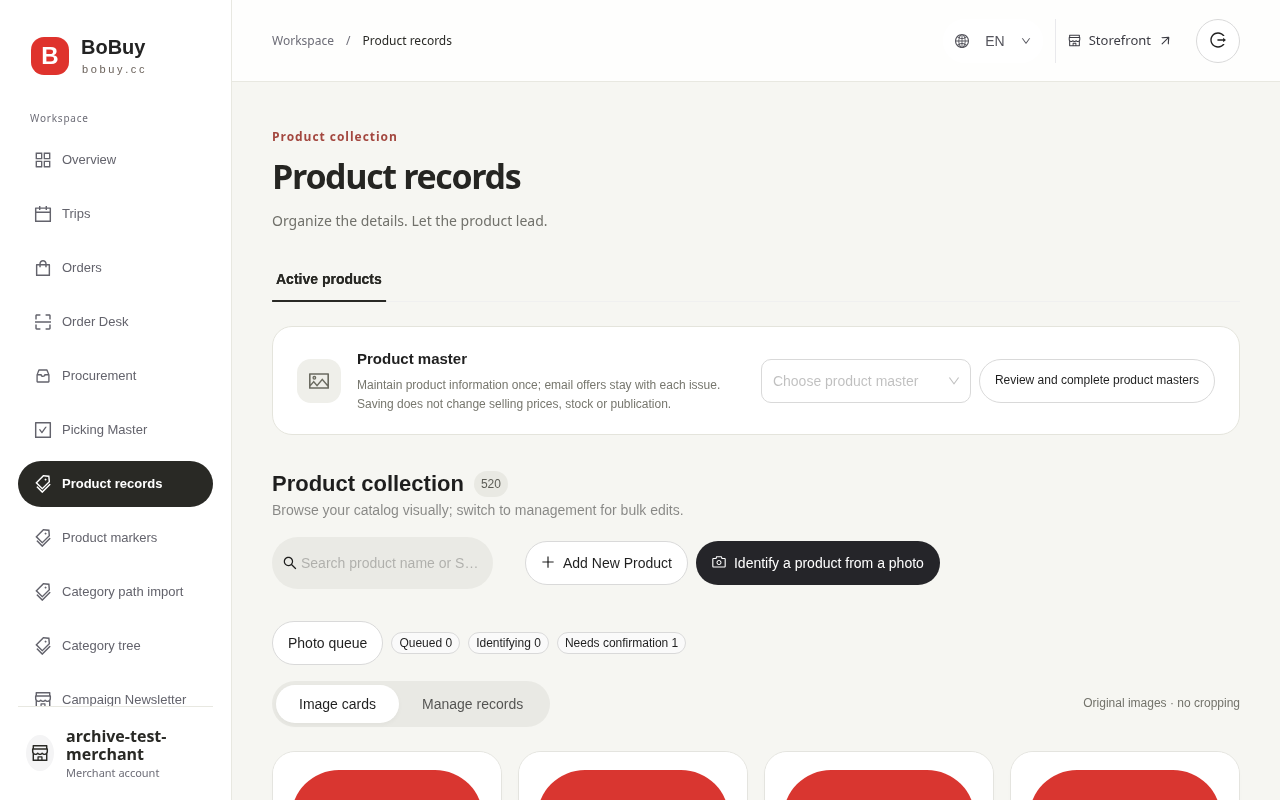 B
BoBuy
bobuy.cc
Workspace
Overview
Trips
Orders
Order Desk
Procurement
Picking Master
Product records
Product markers
Category path import
Category tree
Campaign Newsletter
archive-test-
merchant
Merchant account
Workspace / Product records
EN
Storefront
Product collection
Product records
Organize the details. Let the product lead.
Active products
Product master
Maintain product information once; email offers stay with each issue.
Saving does not change selling prices, stock or publication.
Choose product master
Review and complete product masters
Product collection 520
Browse your catalog visually; switch to management for bulk edits.
Search product name or S…
Add New Product
Identify a product from a photo
Photo queue
Queued 0
Identifying 0
Needs confirmation 1
Image cards
Manage records
Original images · no cropping